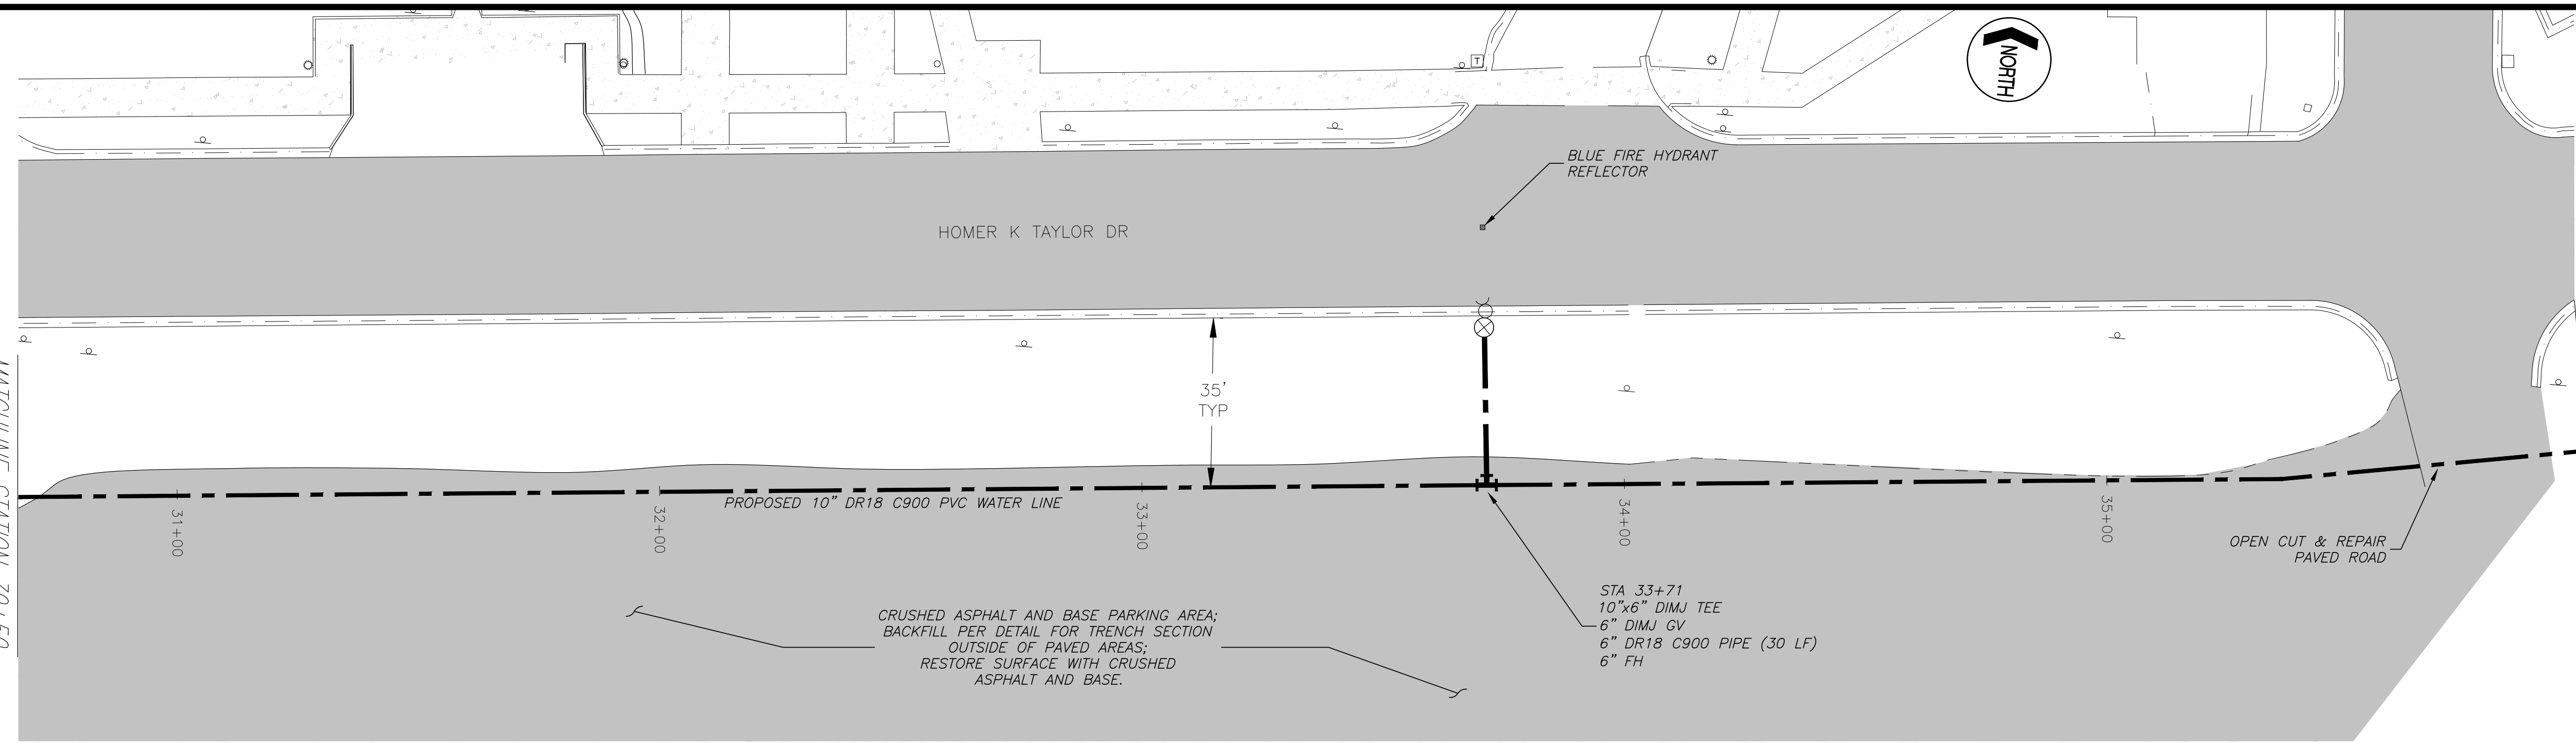 NORTH
T
BLUE FIRE HYDRANT
REFLECTOR
HOMER K TAYLOR DR
35'
TYP
PROPOSED 10" DR18 C900 PVC WATER LINE
31+00
32+00
33+00
34+00
35+00
OPEN CUT & REPAIR
PAVED ROAD
STA 33+71
10"x6" DIMJ TEE
6" DIMJ GV
6" DR18 C900 PIPE (30 LF)
6" FH
CRUSHED ASPHALT AND BASE PARKING AREA;
BACKFILL PER DETAIL FOR TRENCH SECTION
OUTSIDE OF PAVED AREAS;
RESTORE SURFACE WITH CRUSHED
ASPHALT AND BASE.